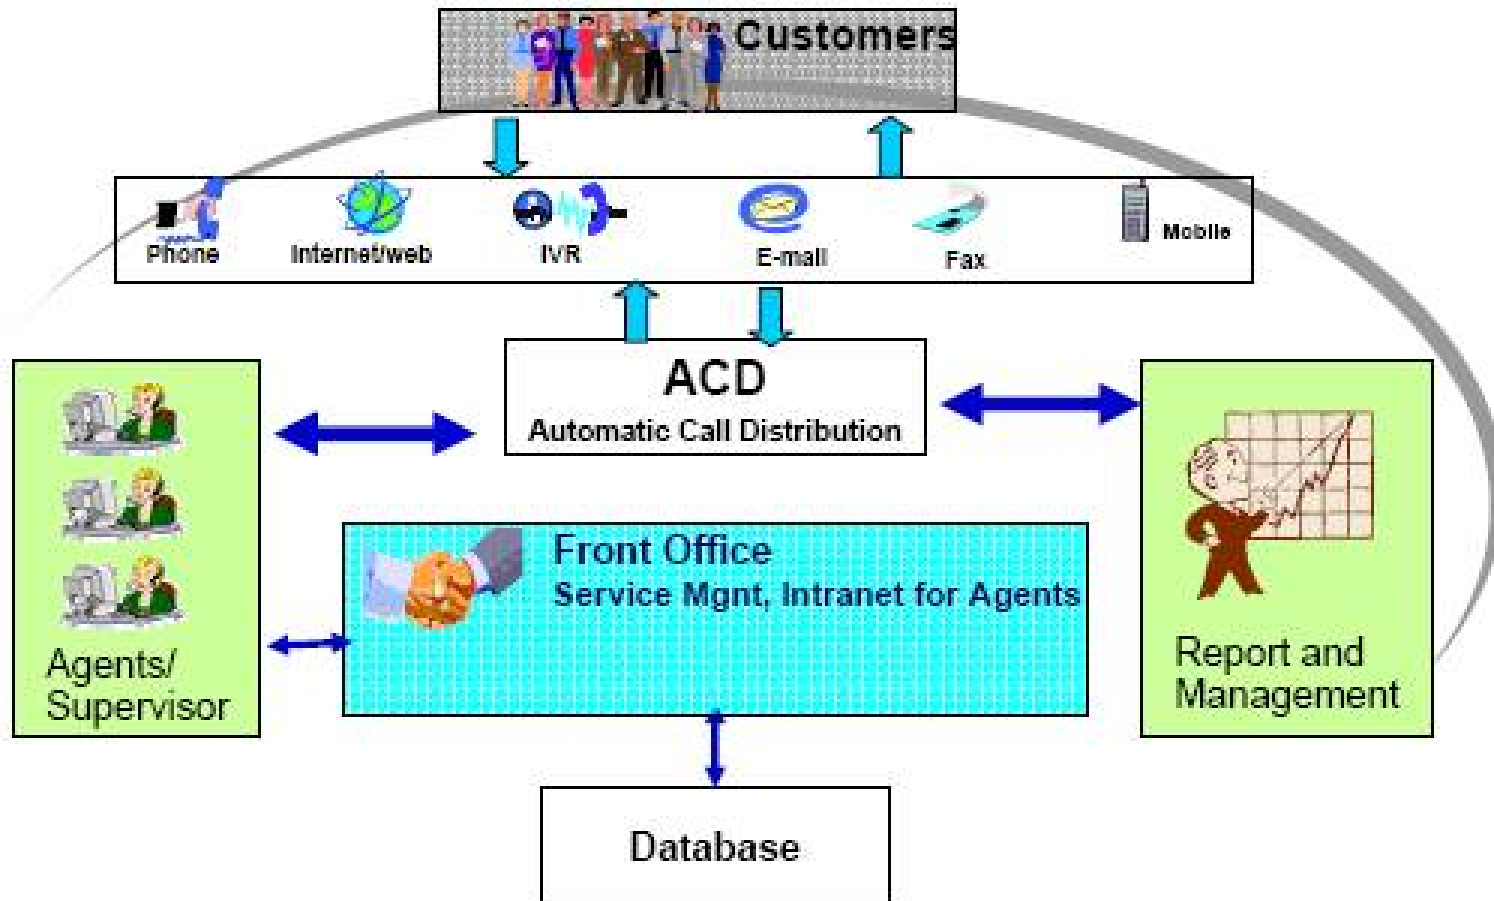 Customers
Phone
Internet/web
IVR
E-mail
Fax
Mobile
ACD
Automatic Call Distribution
Front Office
Service Mgnt, Intranet for Agents
Agents/
Supervisor
Report and
Management
Database